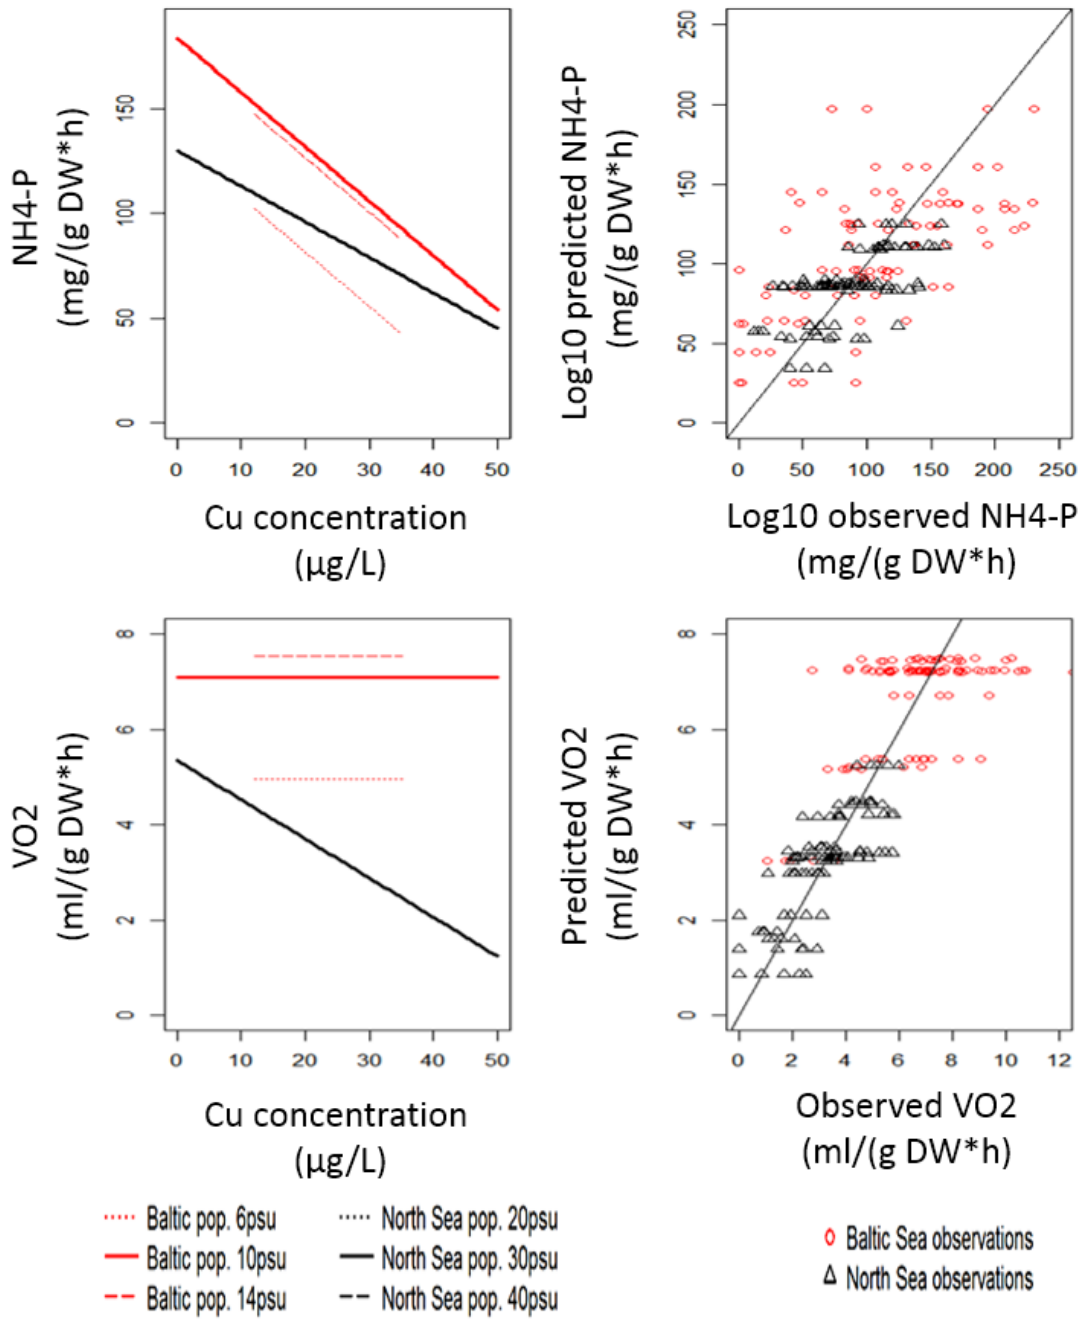 NH4-P
(mg/(g DW*h)
0
50
100
150
0 10 20 30 40 50
Cu concentration
(µg/L)
Log10 predicted NH4-P
(mg/(g DW*h)
0
50
100
150
200
250
0 50 100 150 200 250
Log10 observed NH4-P
(mg/(g DW*h)
VO2
(ml/(g DW*h)
0
2
4
6
8
0 10 20 30 40 50
Cu concentration
(µg/L)
Predicted VO2
(ml/(g DW*h)
0
2
4
6
8
0 2 4 6 8 10 12
Observed VO2
(ml/(g DW*h)
Baltic pop. 6psu
Baltic pop. 10psu
Baltic pop. 14psu
North Sea pop. 20psu
North Sea pop. 30psu
North Sea pop. 40psu
Baltic Sea observations
North Sea observations